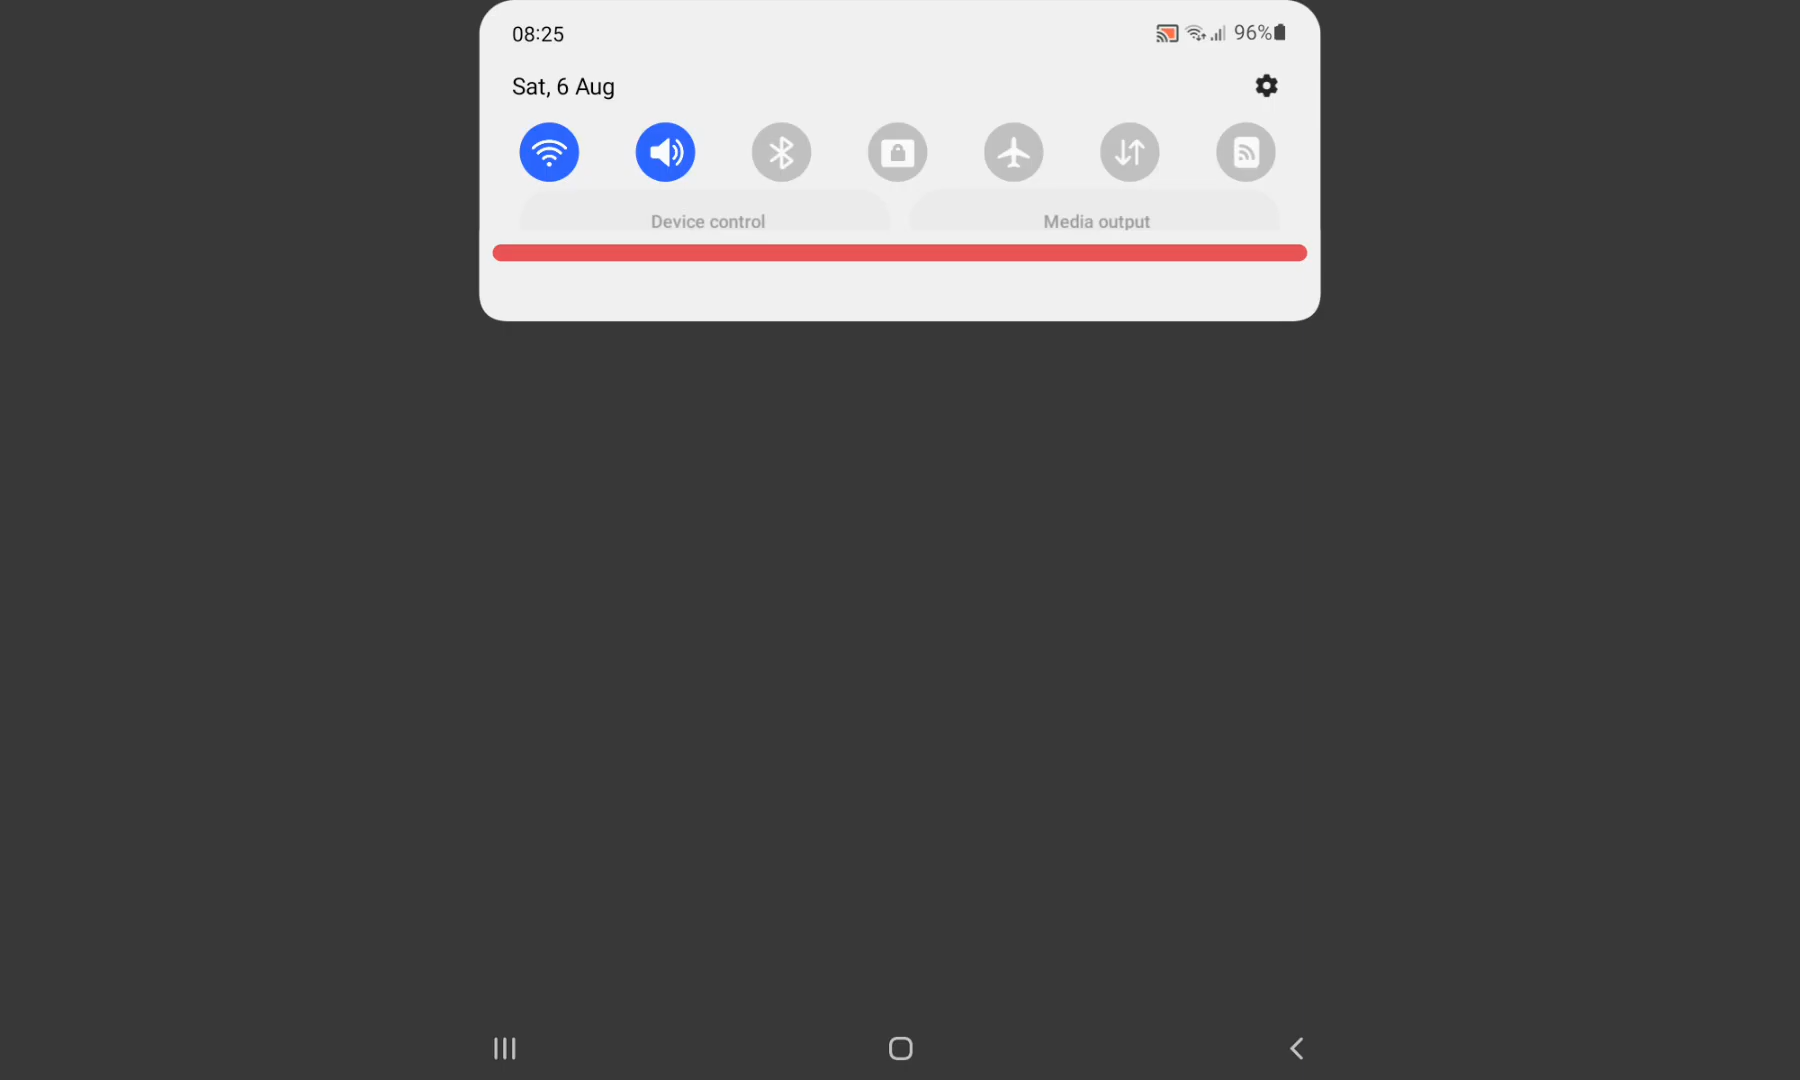 08:25
96%
Sat, 6 Aug
Device control
Media output